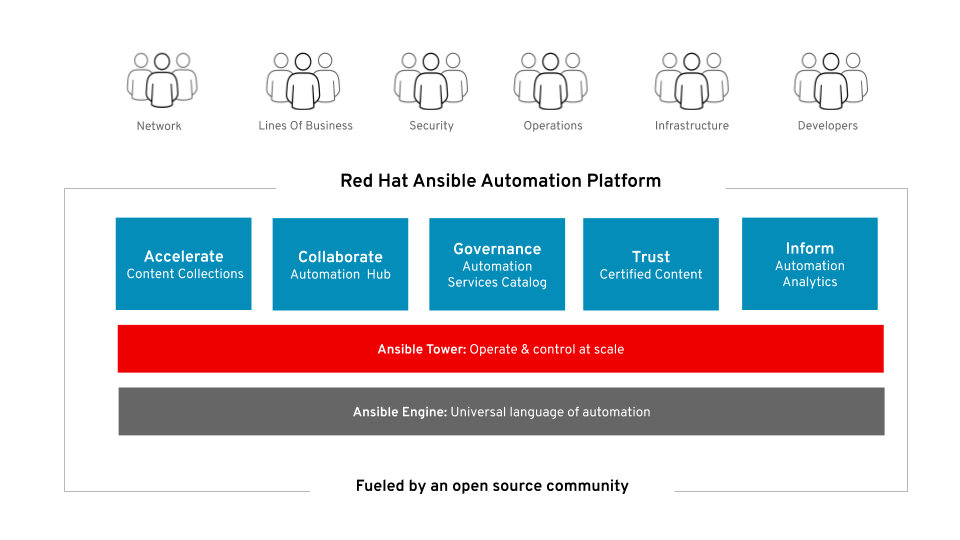 Network
Lines Of Business
Security
Operations
Infrastructure
Developers
Red Hat Ansible Automation Platform
Accelerate
Content Collections
Collaborate
Automation Hub
Governance
Automation
Services Catalog
Trust
Certified Content
Inform
Automation
Analytics
Ansible Tower: Operate & control at scale
Ansible Engine: Universal language of automation
Fueled by an open source community